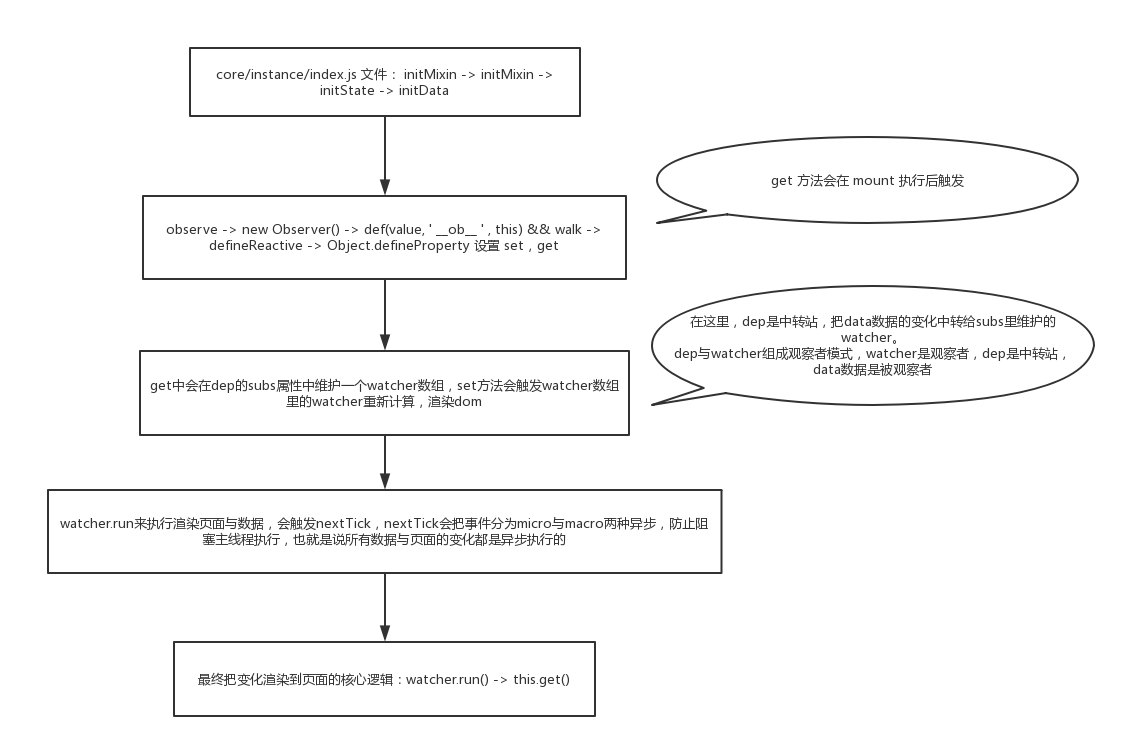 core/instance/index.js 文件： initMixin -> initMixin ->
initState -> initData
get 方法会在 mount 执行后触发
observe -> new Observer() -> def(value, ' __ob__ ' , this) && walk ->
defineReactive -> Object.defineProperty 设置 set，get
在这里，dep是中转站，把data数据的变化中转给subs里维护的
watcher。
dep与watcher组成观察者模式，watcher是观察者，dep是中转站，
data数据是被观察者
get中会在dep的subs属性中维护一个watcher数组，set方法会触发watcher数组
里的watcher重新计算，渲染dom
watcher.run来执行渲染页面与数据，会触发nextTick，nextTick会把事件分为micro与macro两种异步，防止阻
塞主线程执行，也就是说所有数据与页面的变化都是异步执行的
最终把变化渲染到页面的核心逻辑：watcher.run() -> this.get()